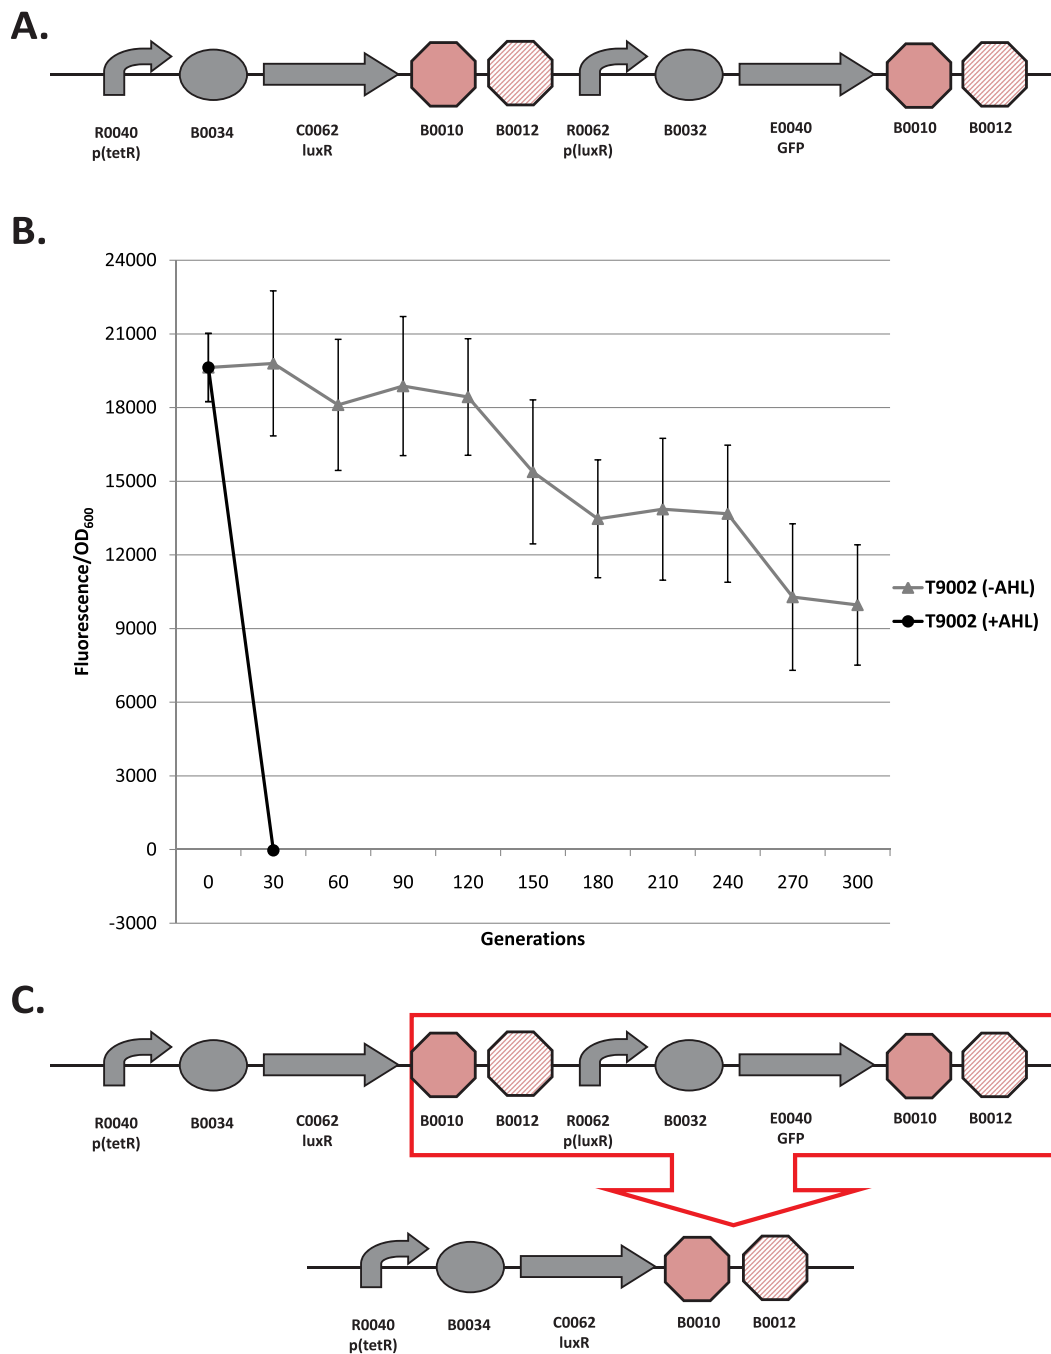 A.
R0040 B0034 C0062 B0010 B0012 R0062 B0032 E0040 B0010 B0012
p(tetR) luxR p(luxR) GFP
B.
24000
21000
18000
15000
12000
9000
6000
3000
0
-3000
Fluorescence/OD600
0 30 60 90 120 150 180 210 240 270 300
Generations
T9002 (-AHL)
T9002 (+AHL)
C.
R0040 B0034 C0062 B0010 B0012 R0062 B0032 E0040 B0010 B0012
p(tetR) luxR p(luxR) GFP
R0040 B0034 C0062 B0010 B0012
p(tetR) luxR